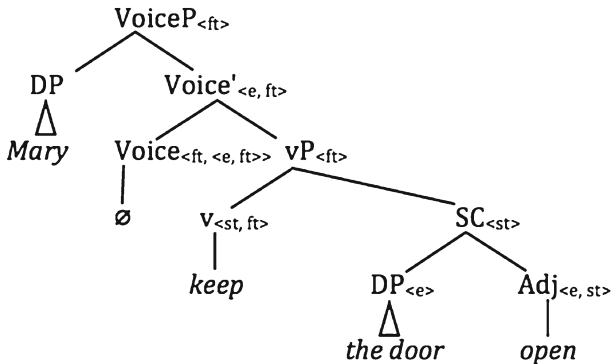 VoiceP<ft>
DP Voice'<e, ft>
Mary Voice<ft, <e, ft>> vP<ft>
∅ v<st, ft> SC<st>
keep DP<e> Adj<e, st>
the door open